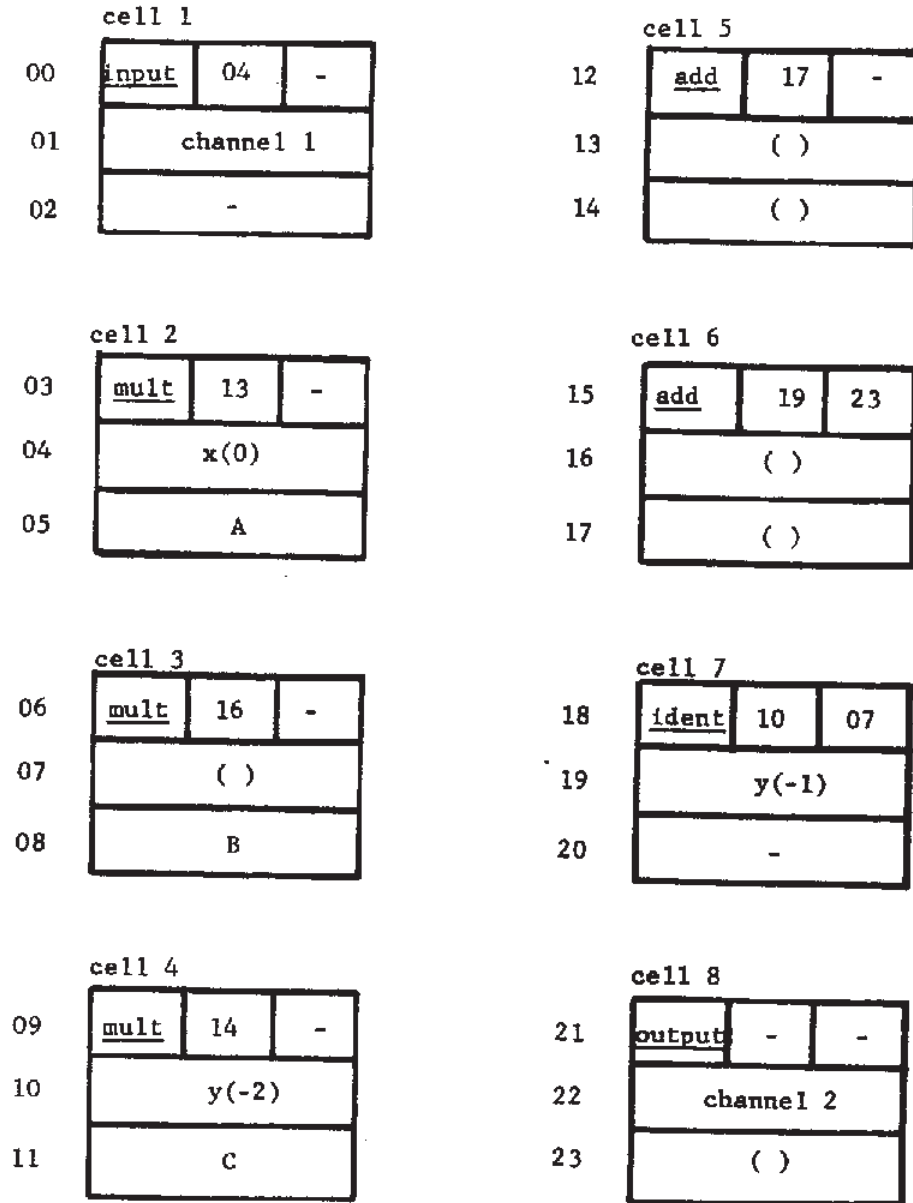 cell 1
00 input 04 -
01 channel 1
02 -
cell 2
03 mult 13 -
04 x(0)
05 A
cell 3
06 mult 16 -
07 ( )
08 B
cell 4
09 mult 14 -
10 y(-2)
11 C
cell 5
12 add 17 -
13 ( )
14 ( )
cell 6
15 add 19 23
16 ( )
17 ( )
cell 7
18 ident 10 07
19 y(-1)
20 -
cell 8
21 output - -
22 channel 2
23 ( )